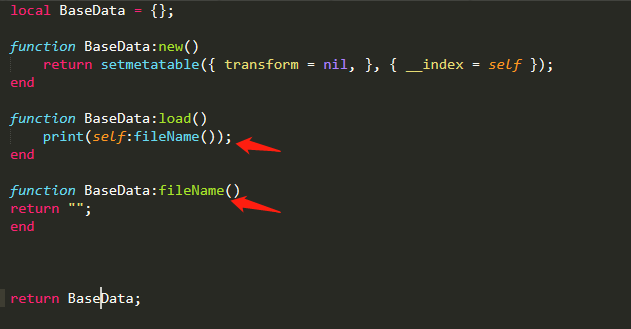 local BaseData = {};
function BaseData:new()
return setmetatable({ transform = nil, }, { __index = self });
end
function BaseData:load()
print(self:fileName());
end
function BaseData:fileName()
return "";
end
return BaseData;